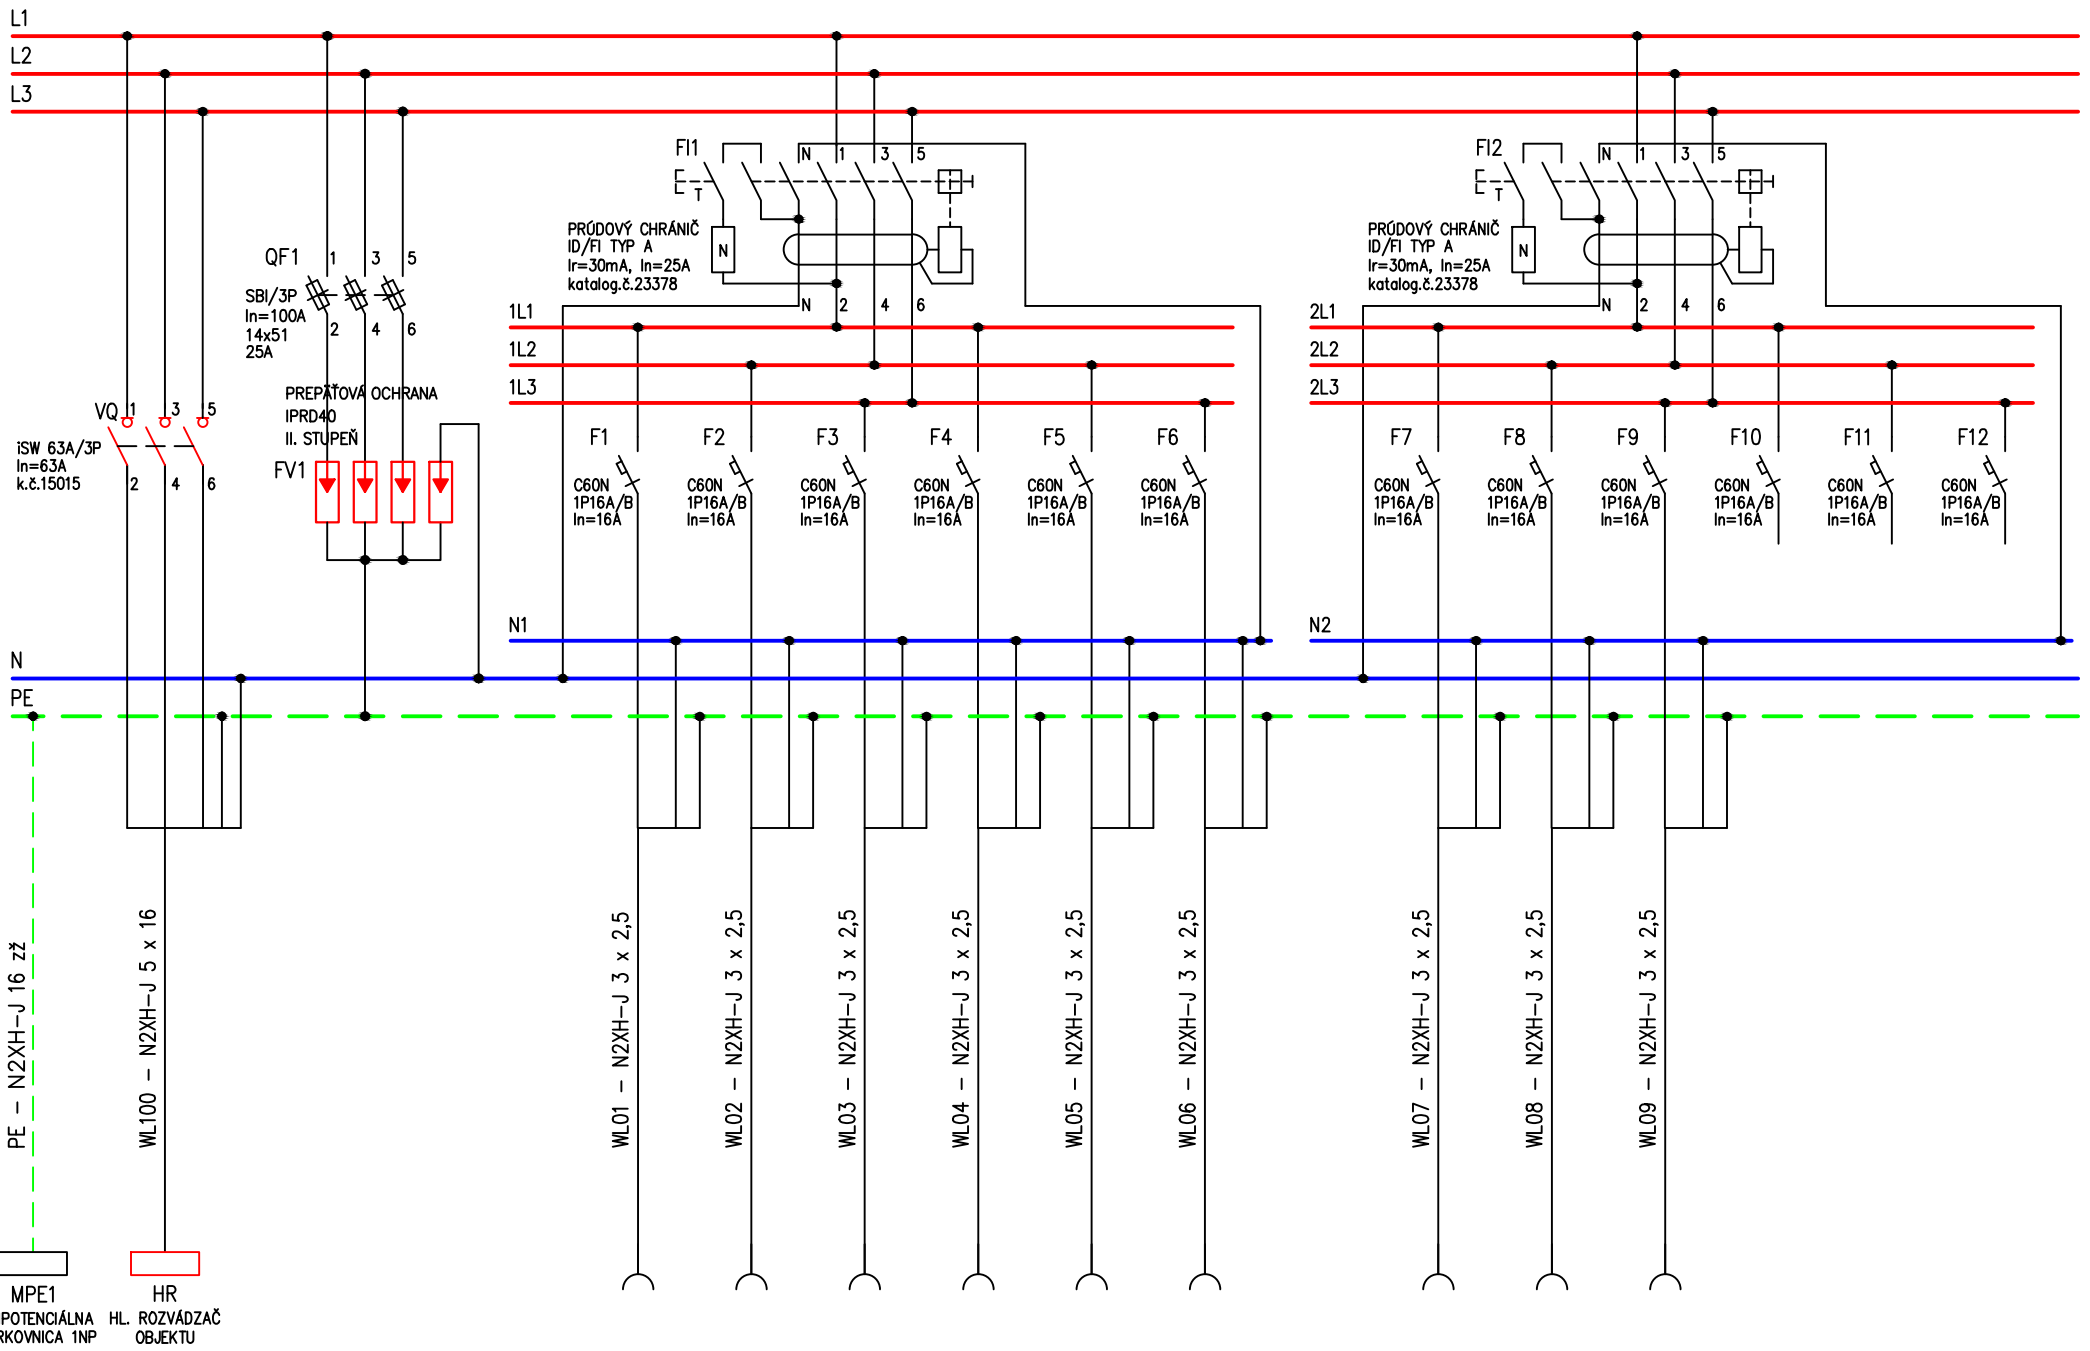 L1
L2
L3
FI1
T
N
1
3
5
N
PRÚDOVÝ CHRÁNIČ
ID/FI TYP A
Ir=30mA, In=25A
katalog.č.23378
N
2
4
6
FI2
T
N
1
3
5
N
PRÚDOVÝ CHRÁNIČ
ID/FI TYP A
Ir=30mA, In=25A
katalog.č.23378
N
2
4
6
QF1
1
3
5
SBI/3P
In=100A
14x51
25A
2
4
6
1L1
1L2
1L3
2L1
2L2
2L3
PREPÄŤOVÁ OCHRANA
IPRD40
II. STUPEŇ
FV1
VQ
1
3
5
iSW 63A/3P
In=63A
k.č.15015
2
4
6
F1
C60N
1P16A/B
In=16A
F2
C60N
1P16A/B
In=16A
F3
C60N
1P16A/B
In=16A
F4
C60N
1P16A/B
In=16A
F5
C60N
1P16A/B
In=16A
F6
C60N
1P16A/B
In=16A
F7
C60N
1P16A/B
In=16A
F8
C60N
1P16A/B
In=16A
F9
C60N
1P16A/B
In=16A
F10
C60N
1P16A/B
In=16A
F11
C60N
1P16A/B
In=16A
F12
C60N
1P16A/B
In=16A
N1
N2
N
PE
PE - N2XH-J 16 zž
WL100 - N2XH-J 5 x 16
WL01 - N2XH-J 3 x 2,5
WL02 - N2XH-J 3 x 2,5
WL03 - N2XH-J 3 x 2,5
WL04 - N2XH-J 3 x 2,5
WL05 - N2XH-J 3 x 2,5
WL06 - N2XH-J 3 x 2,5
WL07 - N2XH-J 3 x 2,5
WL08 - N2XH-J 3 x 2,5
WL09 - N2XH-J 3 x 2,5
MPE1
POTENCIÁLNA
RKOVNICA 1NP
HR
HL. ROZVÁDZAČ
OBJEKTU